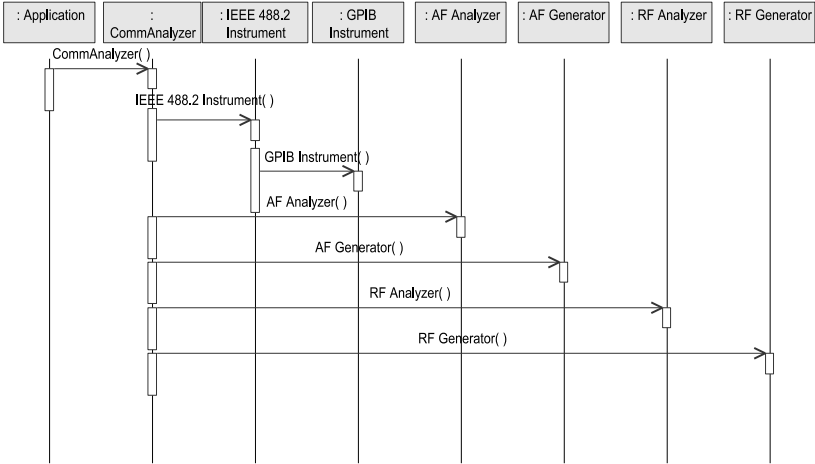 : Application
:
CommAnalyzer
: IEEE 488.2
Instrument
: GPIB
Instrument
: AF Analyzer
: AF Generator
: RF Analyzer
: RF Generator
CommAnalyzer( )
IEEE 488.2 Instrument( )
GPIB Instrument( )
AF Analyzer( )
AF Generator( )
RF Analyzer( )
RF Generator( )